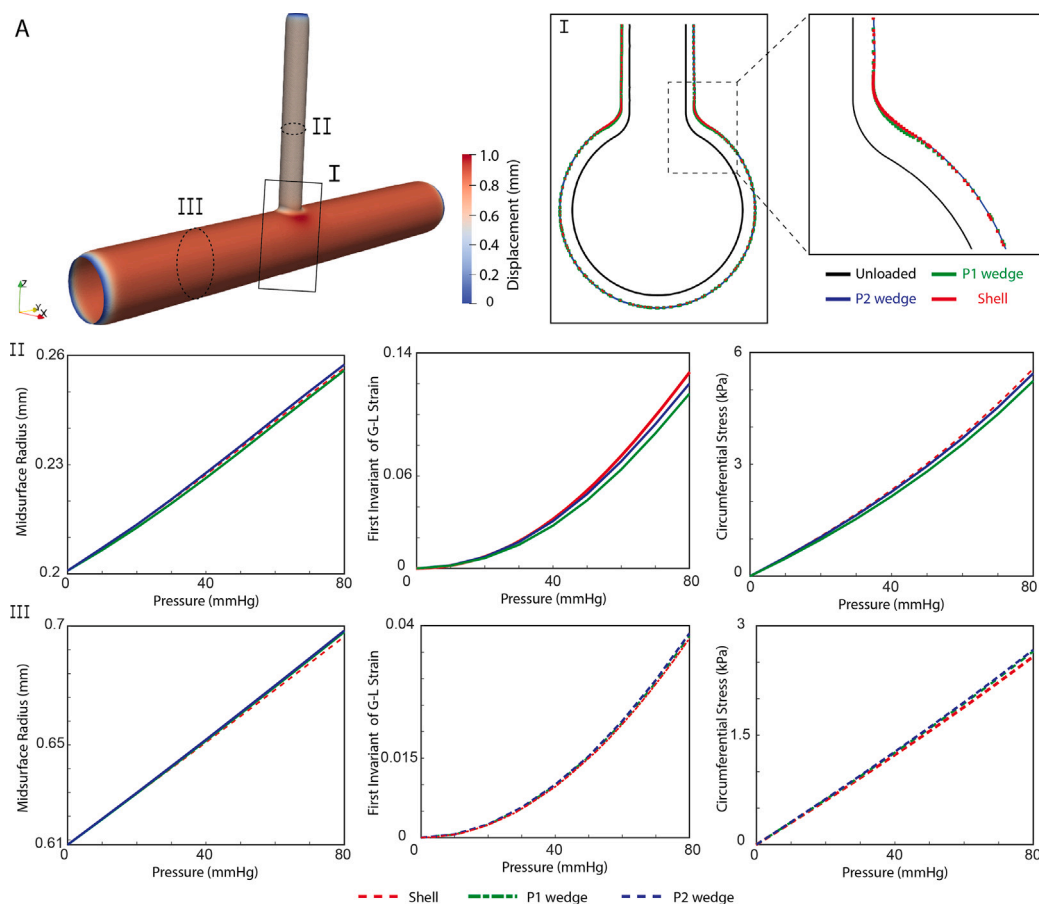 A
II
I
III
1.0
0.8
0.6
0.4
0.2
0
Displacement (mm)
Z
Y
X
I
Unloaded
P1 wedge
P2 wedge
Shell
II
0.26
0.23
0.2
Midsurface Radius (mm)
0
40
80
Pressure (mmHg)
0.14
0.06
0
First Invariant of G-L Strain
0
40
80
Pressure (mmHg)
6
3
0
Circumferential Stress (kPa)
0
40
80
Pressure (mmHg)
III
0.7
0.65
0.61
Midsurface Radius (mm)
0
40
80
Pressure (mmHg)
0.04
0.015
0
First Invariant of G-L Strain
0
40
80
Pressure (mmHg)
3
1.5
0
Circumferential Stress (kPa)
0
40
80
Pressure (mmHg)
Shell
P1 wedge
P2 wedge